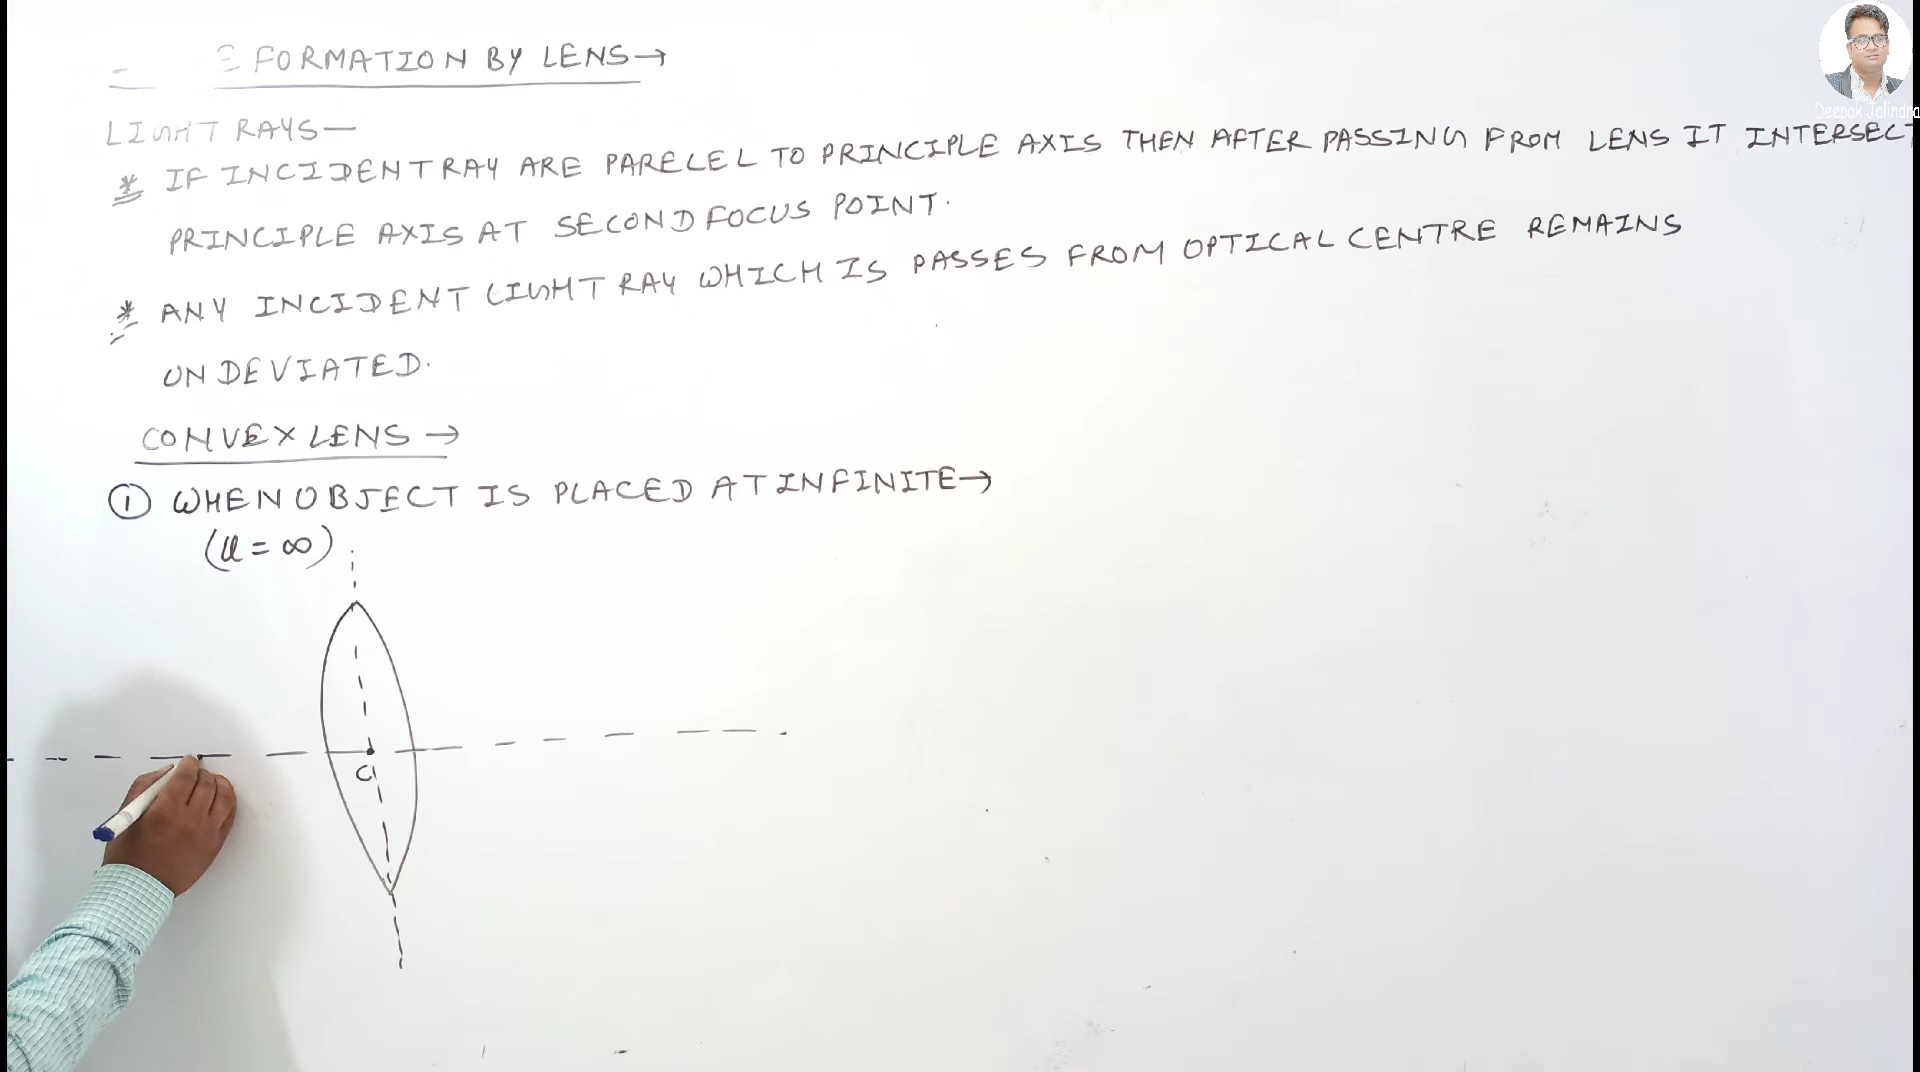 E FORMATION BY LENS→
LIGHT RAYS—
* IF INCIDENT RAY ARE PARELEL TO PRINCIPLE AXIS THEN AFTER PASSING FROM LENS IT INTERSECT
PRINCIPLE AXIS AT SECOND FOCUS POINT.
* ANY INCIDENT LIGHT RAY WHICH IS PASSES FROM OPTICAL CENTRE REMAINS
UNDEVIATED.
CONVEX LENS →
① WHEN OBJECT IS PLACED AT INFINITE→
(u = ∞)
C
Deepak Jalindra